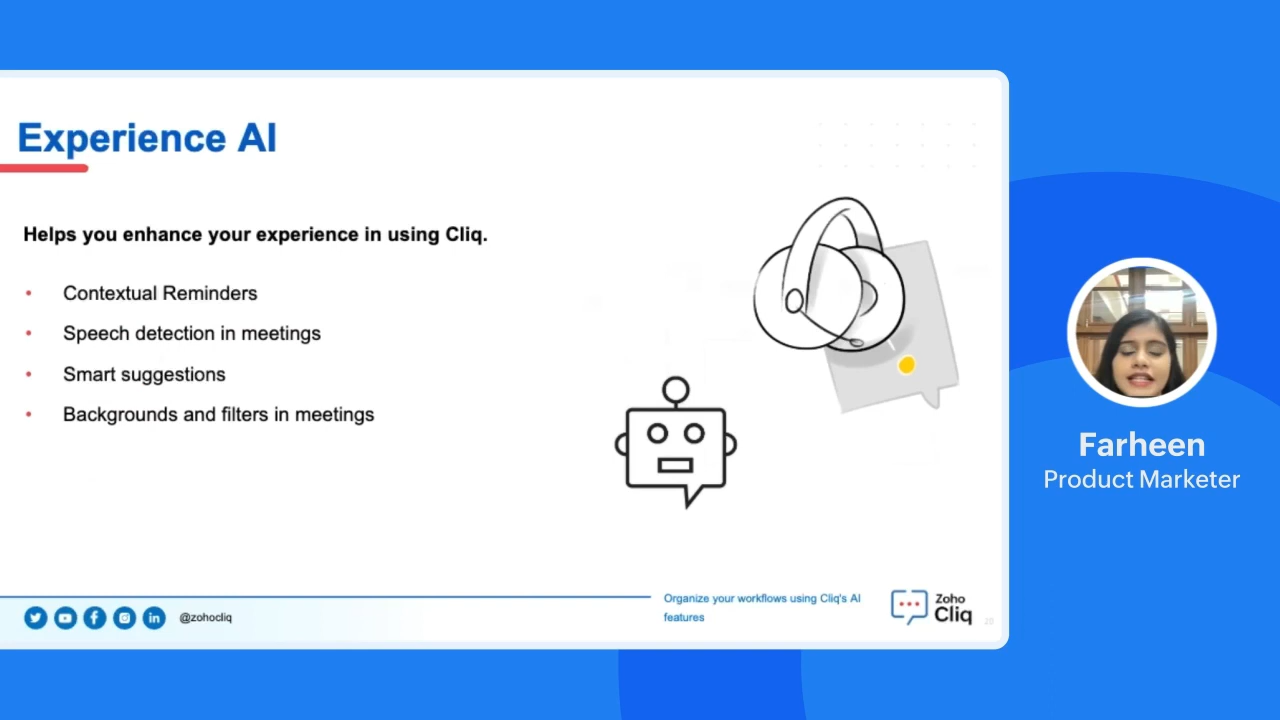 Experience AI
Helps you enhance your experience in using Cliq.
• Contextual Reminders
• Speech detection in meetings
• Smart suggestions
• Backgrounds and filters in meetings
@zohocliq
Organize your workflows using Cliq's AI
features
Zoho
Cliq
20
Farheen
Product Marketer